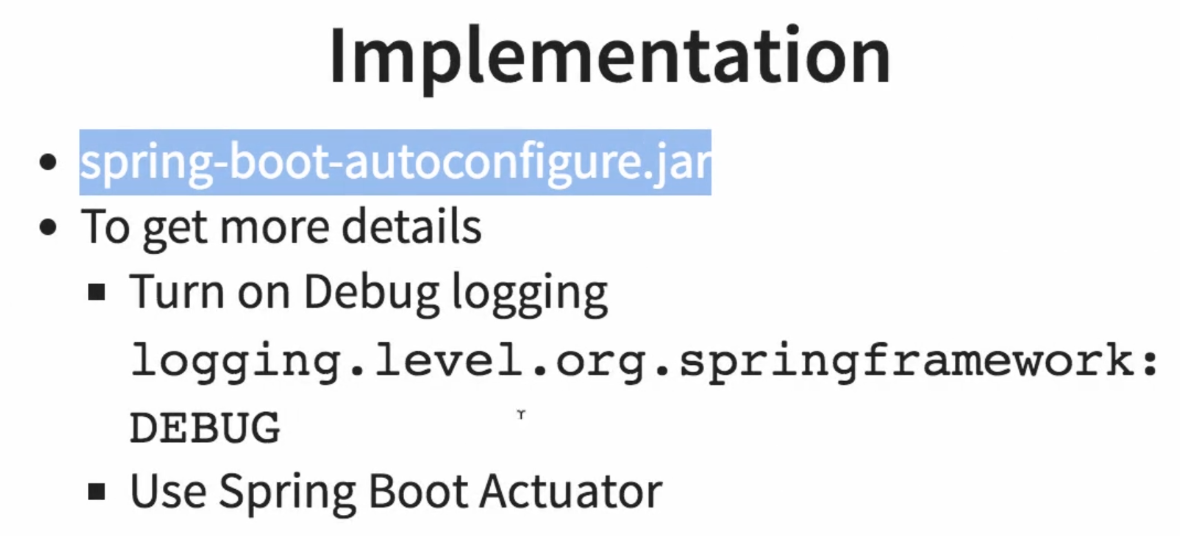 Implementation
spring-boot-autoconfigure.jar
To get more details
Turn on Debug logging
logging.level.org.springframework:
DEBUG
Use Spring Boot Actuator